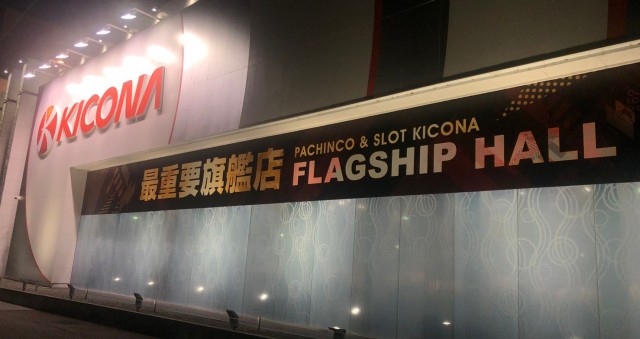 KICONA
最重要旗艦店
PACHINCO & SLOT KICONA
FLAGSHIP HALL